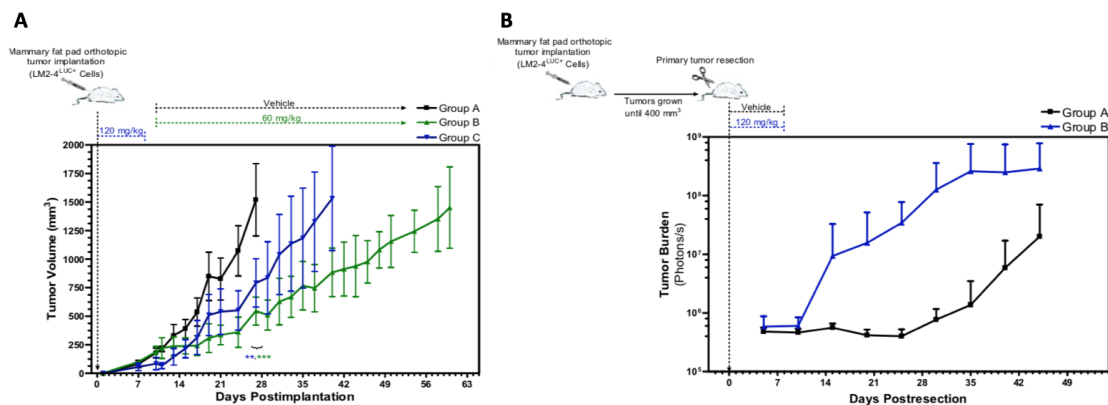 A
Mammary fat pad orthotopic
tumor implantation
(LM2-4LUC+ Cells)
Vehicle
60 mg/kg
120 mg/kg
Group A
Group B
Group C
Tumor Volume (mm³)
2000
1750
1500
1250
1000
750
500
250
0
**,***
0 7 14 21 28 35 42 49 56 63
Days Postimplantation
B
Mammary fat pad orthotopic
tumor implantation
(LM2-4LUC+ Cells)
Tumors grown
until 400 mm³
Primary tumor resection
Vehicle
120 mg/kg
Group A
Group B
Tumor Burden
(Photons/s)
10⁹
10⁸
10⁷
10⁶
10⁵
0 7 14 21 28 35 42 49
Days Postresection